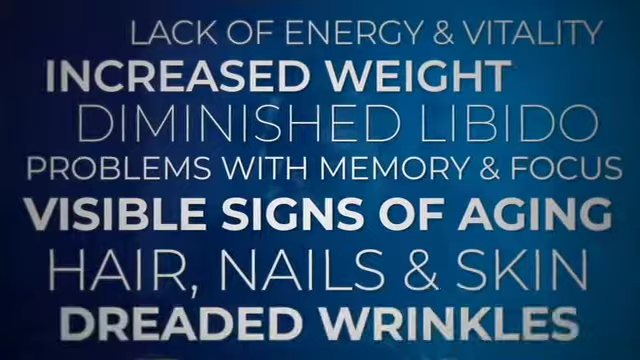 LACK OF ENERGY & VITALITY
INCREASED WEIGHT
DIMINISHED LIBIDO
PROBLEMS WITH MEMORY & FOCUS
VISIBLE SIGNS OF AGING
HAIR, NAILS & SKIN
DREADED WRINKLES